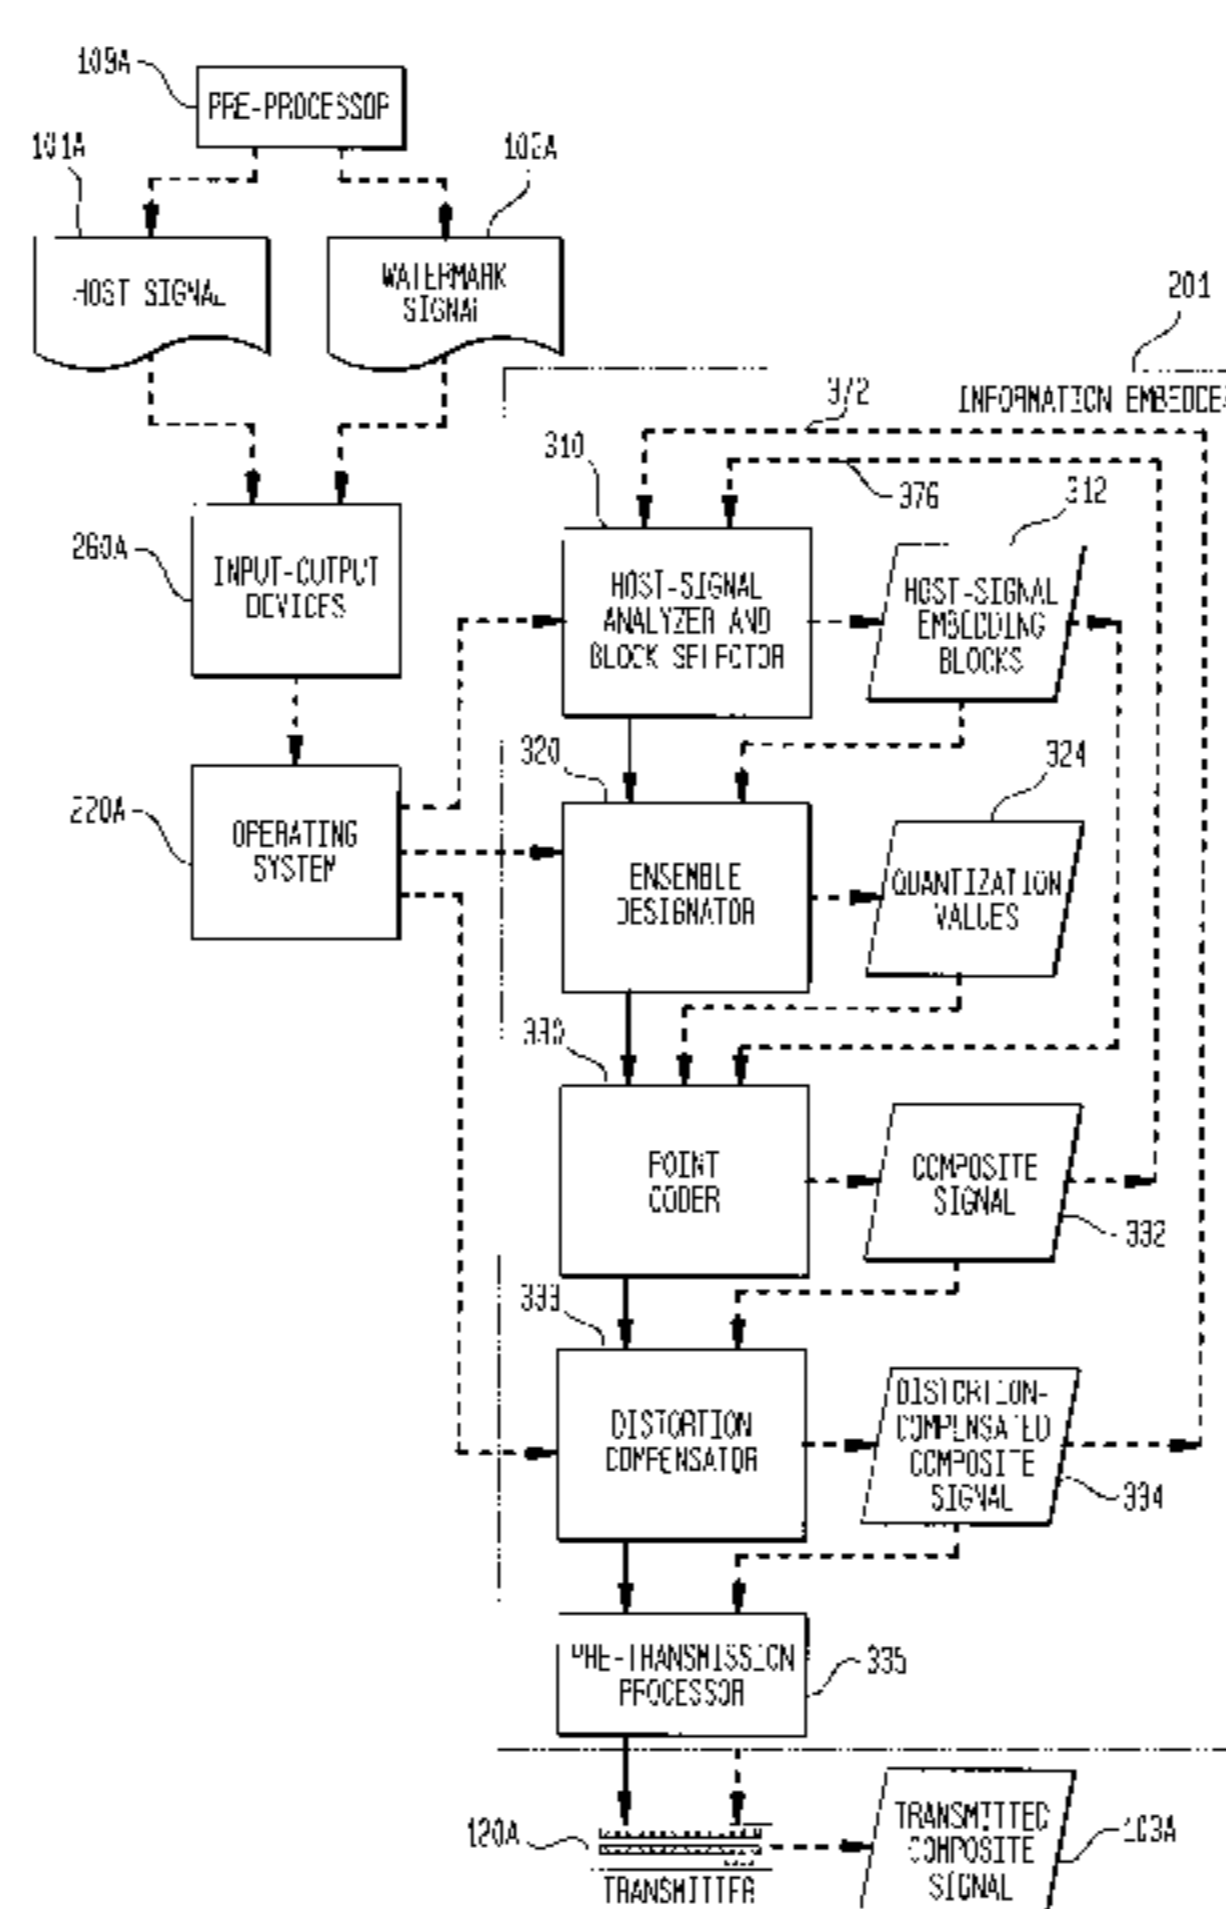 109A
PRE-PROCESSOR
101A
102A
HOST SIGNAL
WATERMARK
SIGNAL
201
INFORMATION EMBEDDER
372
310
376
312
260A
INPUT-OUTPUT
DEVICES
HOST-SIGNAL
ANALYZER AND
BLOCK SELECTOR
HOST-SIGNAL
EMBEDDING
BLOCKS
320
324
220A
OPERATING
SYSTEM
ENSEMBLE
DESIGNATOR
QUANTIZATION
VALUES
330
POINT
CODER
COMPOSITE
SIGNAL
332
333
DISTORTION
COMPENSATOR
DISTORTION-
COMPENSATED
COMPOSITE
SIGNAL
334
PRE-TRANSMISSION
PROCESSOR
335
120A
TRANSMITTER
TRANSMITTED
COMPOSITE
SIGNAL
103A